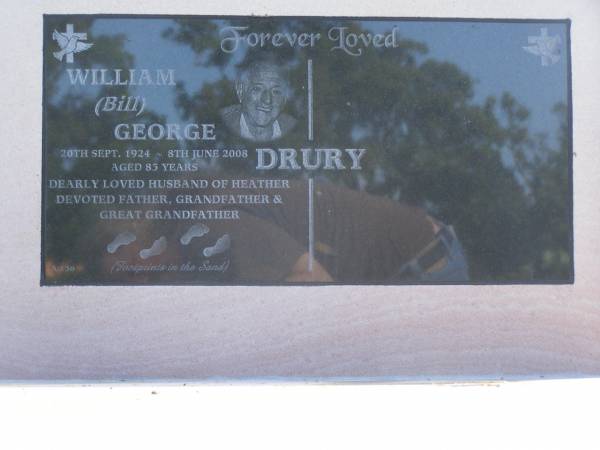 Forever Loved
WILLIAM
(Bill)
GEORGE
20TH SEPT. 1924 ~ 8TH JUNE 2008
AGED 83 YEARS
DRURY
DEARLY LOVED HUSBAND OF HEATHER
DEVOTED FATHER, GRANDFATHER &
GREAT GRANDFATHER
(Footprints in the Sand)